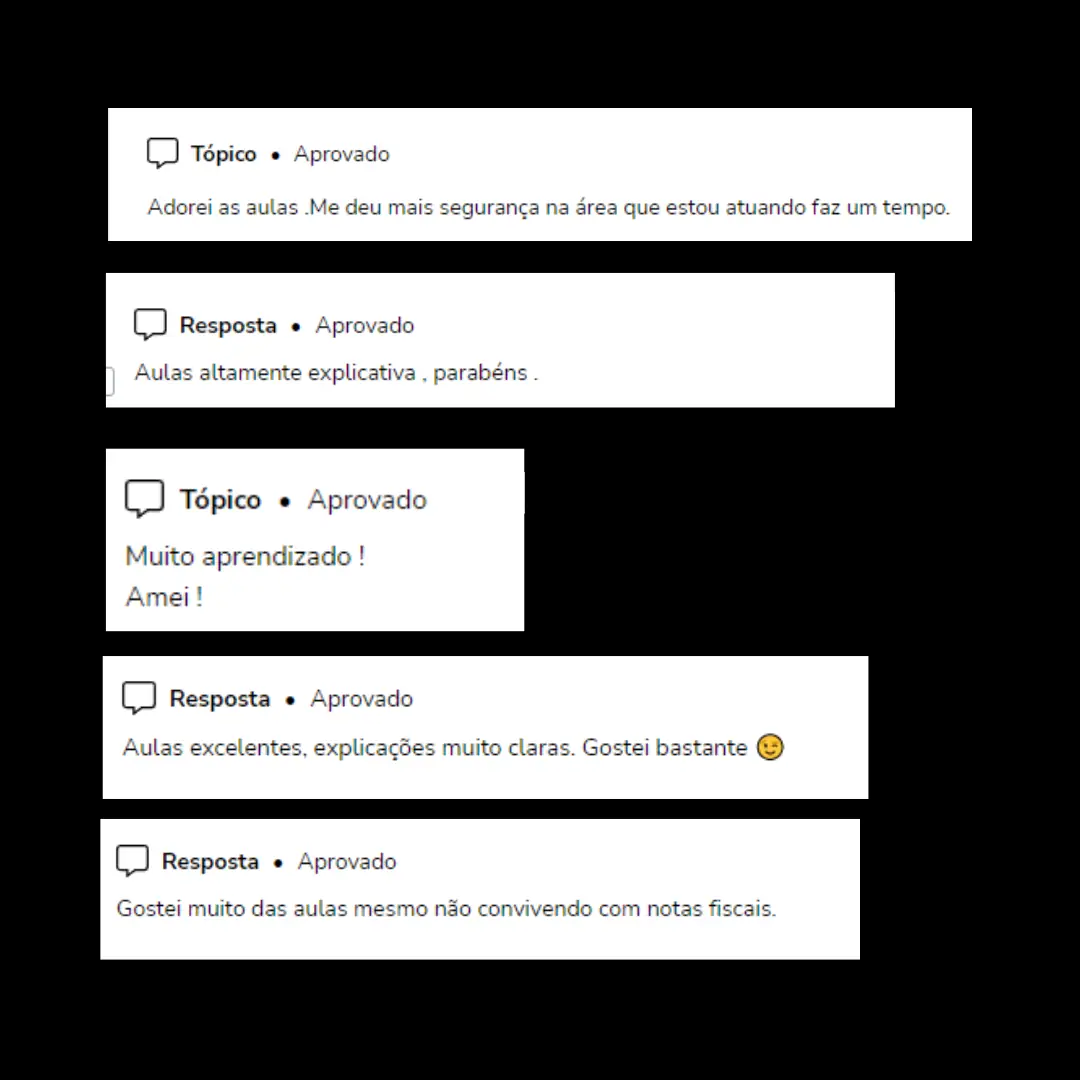 Tópico • Aprovado
Adorei as aulas .Me deu mais segurança na área que estou atuando faz um tempo.
Resposta • Aprovado
Aulas altamente explicativa , parabéns .
Tópico • Aprovado
Muito aprendizado !
Amei !
Resposta • Aprovado
Aulas excelentes, explicações muito claras. Gostei bastante 😉
Resposta • Aprovado
Gostei muito das aulas mesmo não convivendo com notas fiscais.